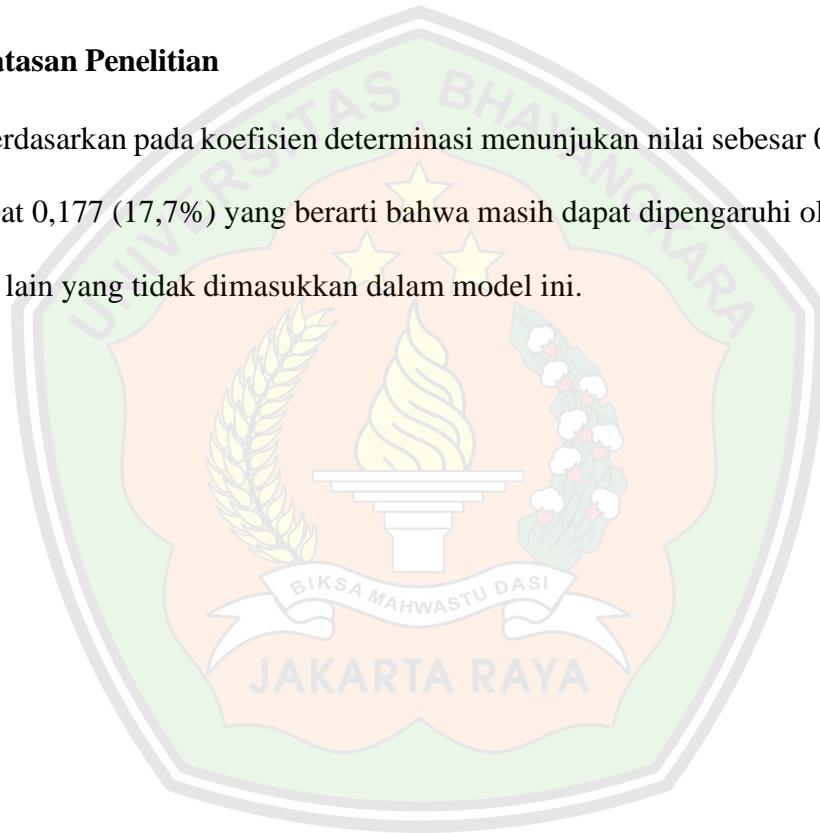 atasan Penelitian
erdasarkan pada koefisien determinasi menunjukan nilai sebesar 0
at 0,177 (17,7%) yang berarti bahwa masih dapat dipengaruhi ol
lain yang tidak dimasukkan dalam model ini.
UNIVERSITAS BHAYANGKARA
BIKSA MAHWASTU DASI
JAKARTA RAYA